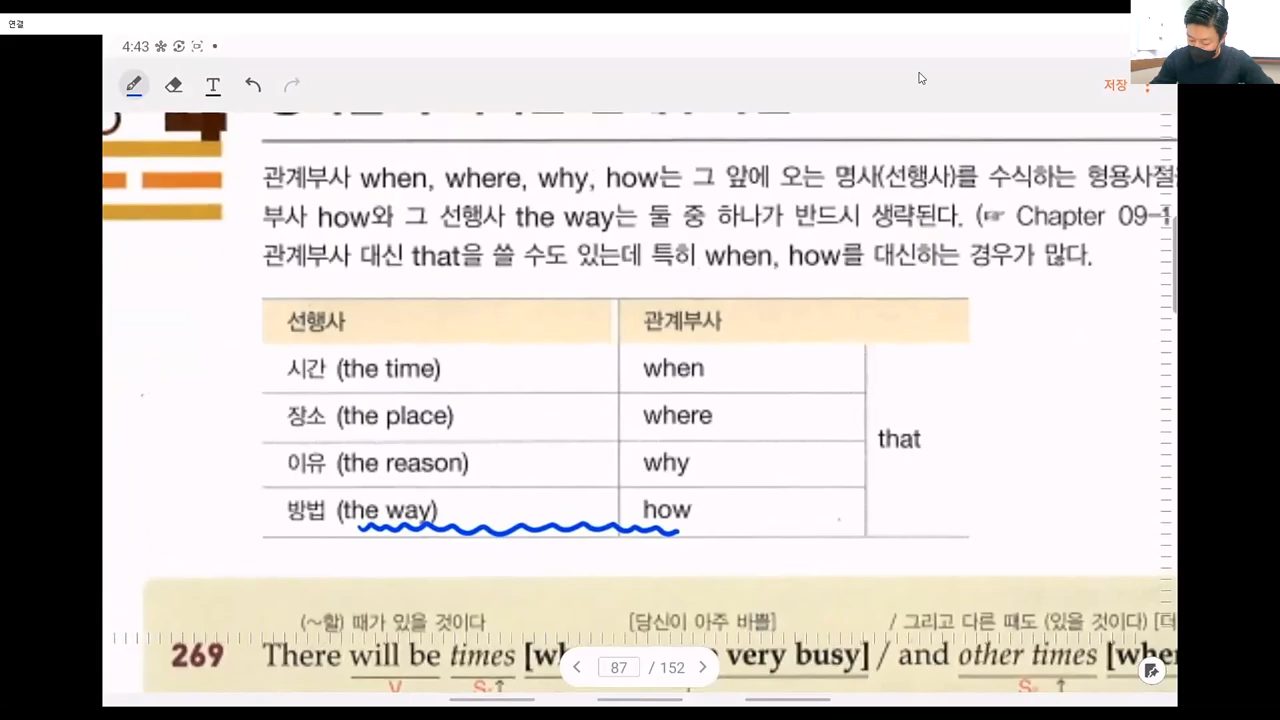 연결
4:43
T
저장
관계부사 when, where, why, how는 그 앞에 오는 명사(선행사)를 수식하는 형용사절
부사 how와 그 선행사 the way는 둘 중 하나가 반드시 생략된다. (☞ Chapter 09-1
관계부사 대신 that을 쓸 수도 있는데 특히 when, how를 대신하는 경우가 많다.
선행사 관계부사
시간 (the time) when
장소 (the place) where
that
이유 (the reason) why
방법 (the way) how
(~할) 때가 있을 것이다 [당신이 아주 바쁠] / 그리고 다른 때도 (있을 것이다) [더
269 There will be times [wh very busy] / and other times [when
87 / 152
V S₁↑ S₂ ↑